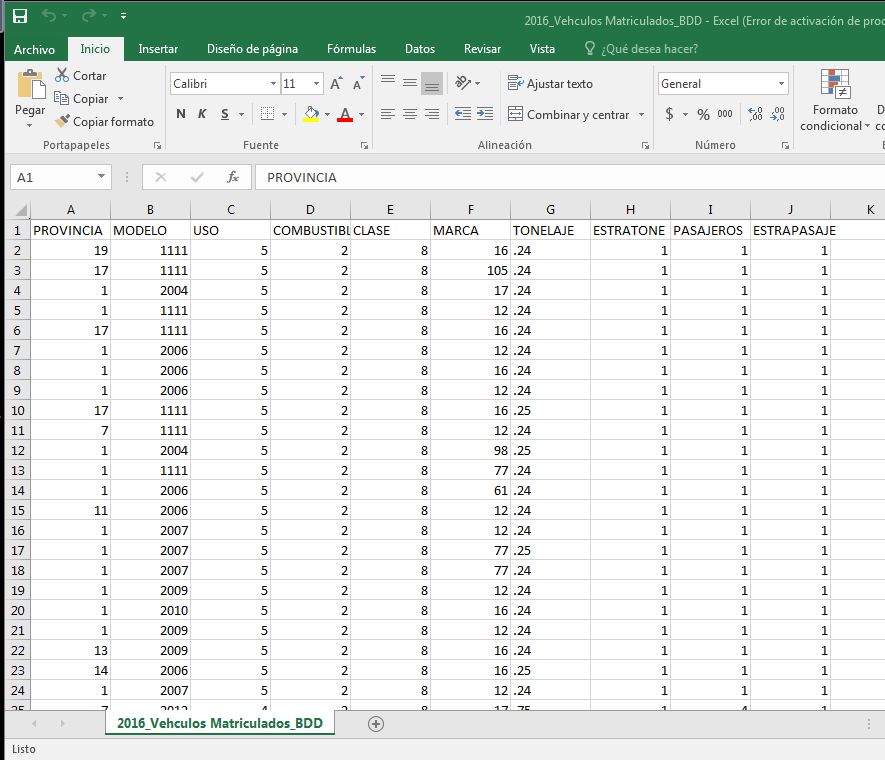 2016_Vehculos Matriculados_BDD - Excel (Error de activación de proc
Archivo Inicio Insertar Diseño de página Fórmulas Datos Revisar Vista ¿Qué desea hacer?
Pegar
Cortar
Copiar
Copiar formato
Portapapeles
Calibri 11
N K S
Fuente
Ajustar texto
Combinar y centrar
Alineación
General
$ % 000
Número
Formato
condicional
A1 fx PROVINCIA
A B C D E F G H I J K
1 PROVINCIA MODELO USO COMBUSTIBL CLASE MARCA TONELAJE ESTRATONE PASAJEROS ESTRAPASAJE
2 19 1111 5 2 8 16 .24 1 1 1
3 17 1111 5 2 8 105 .24 1 1 1
4 1 2004 5 2 8 17 .24 1 1 1
5 1 1111 5 2 8 12 .24 1 1 1
6 17 1111 5 2 8 16 .24 1 1 1
7 1 2006 5 2 8 12 .24 1 1 1
8 1 2006 5 2 8 16 .24 1 1 1
9 1 2006 5 2 8 12 .24 1 1 1
10 17 1111 5 2 8 16 .25 1 1 1
11 7 1111 5 2 8 12 .24 1 1 1
12 1 2004 5 2 8 98 .25 1 1 1
13 1 1111 5 2 8 77 .24 1 1 1
14 1 2006 5 2 8 61 .24 1 1 1
15 11 2006 5 2 8 12 .24 1 1 1
16 1 2007 5 2 8 12 .24 1 1 1
17 1 2007 5 2 8 77 .25 1 1 1
18 1 2007 5 2 8 77 .24 1 1 1
19 1 2009 5 2 8 12 .24 1 1 1
20 1 2010 5 2 8 16 .24 1 1 1
21 1 2009 5 2 8 12 .24 1 1 1
22 13 2009 5 2 8 16 .24 1 1 1
23 14 2006 5 2 8 16 .25 1 1 1
24 1 2007 5 2 8 12 .24 1 1 1
25 7 2012 4 2 8 17 .75 1 4 1
2016_Vehculos Matriculados_BDD
Listo